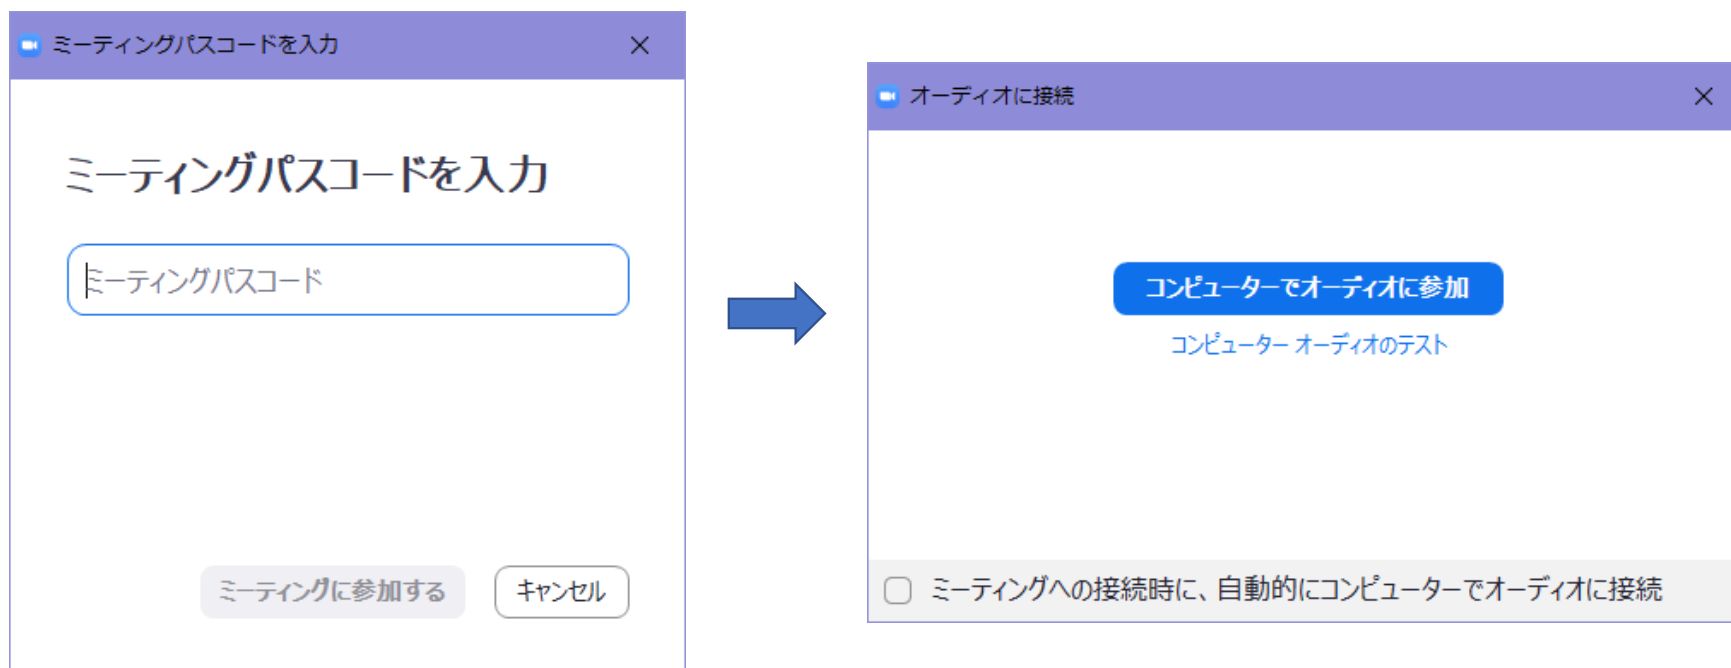 ミーティングパスコードを入力
ミーティングパスコードを入力
ミーティングパスコード
ミーティングに参加する
キャンセル
オーディオに接続
コンピューターでオーディオに参加
コンピューター オーディオのテスト
ミーティングへの接続時に、自動的にコンピューターでオーディオに接続